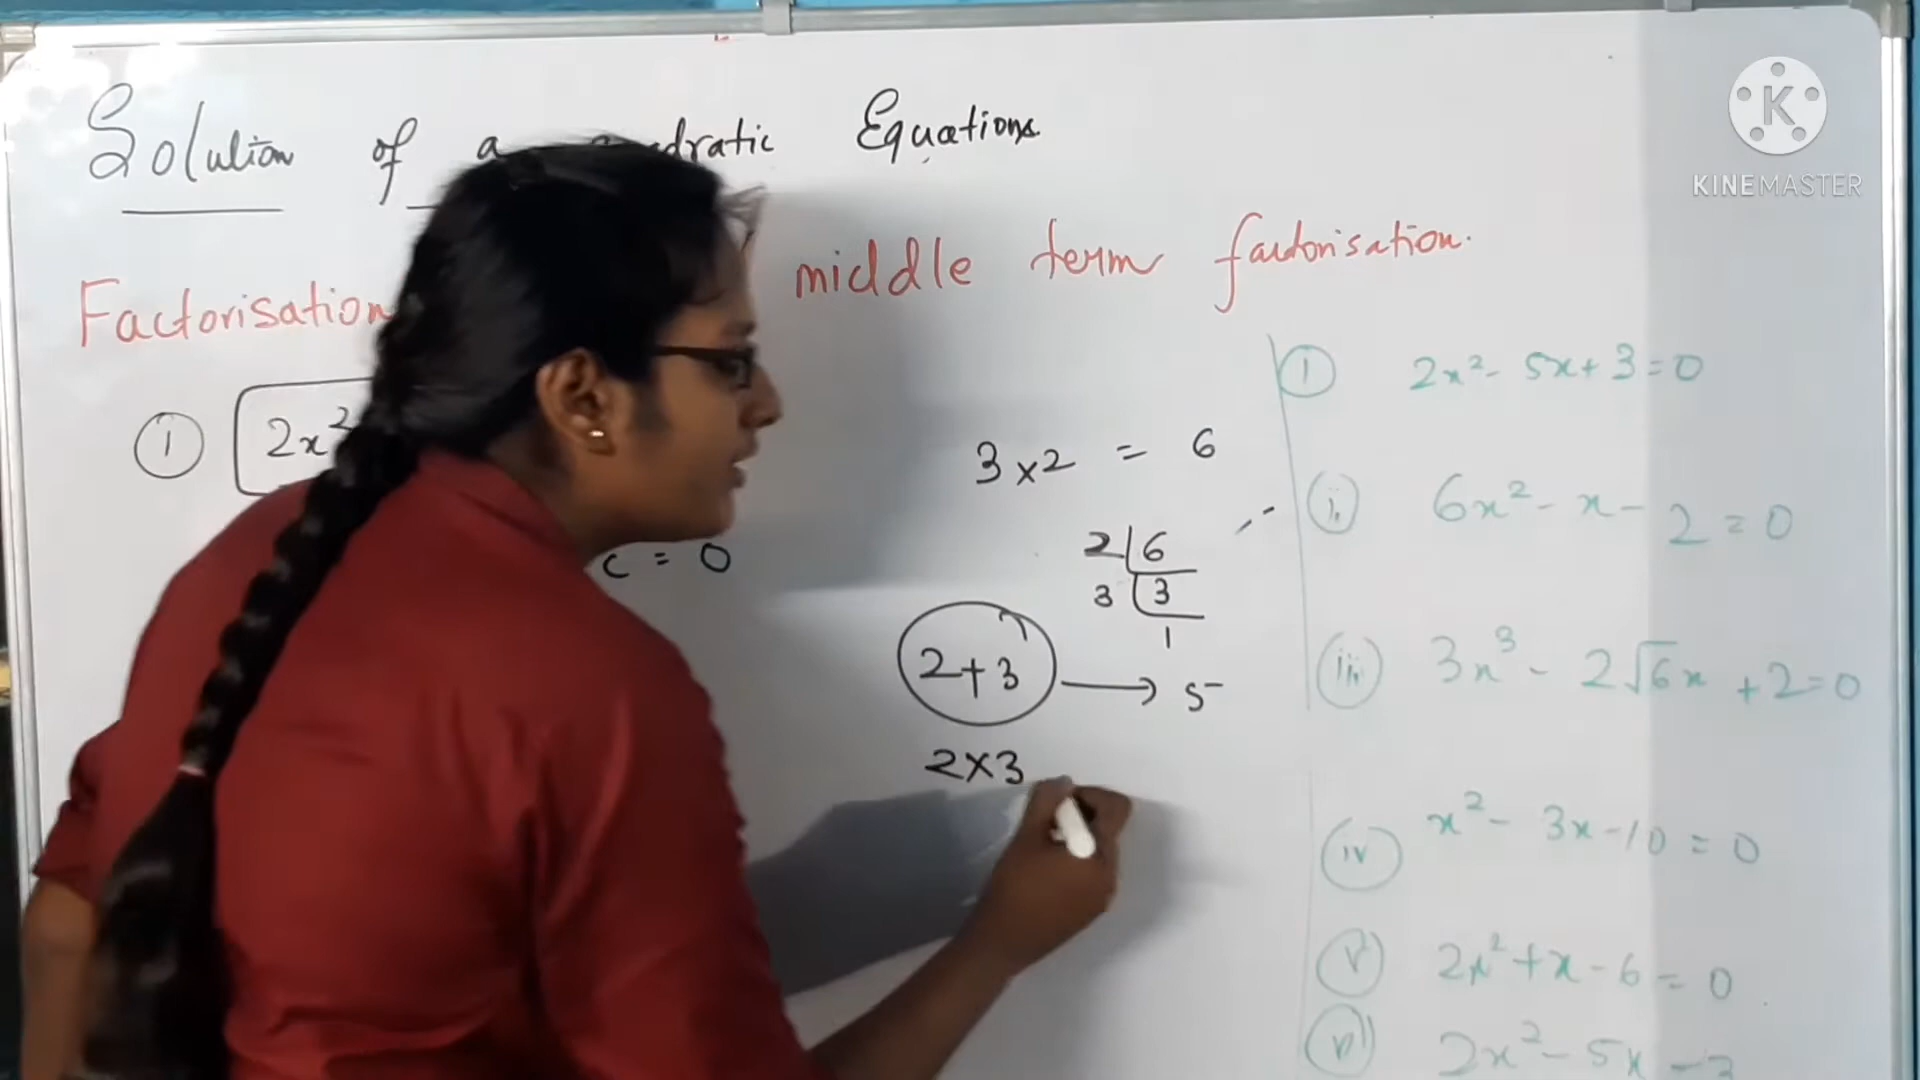 Solution of a quadratic Equations
KINEMASTER
Factorisation middle term factorisation.
1 2x²
c = 0
3 x 2 = 6
2 6
3 3
1
2+3 → 5
2×3
i 2x² - 5x + 3 = 0
ii 6x² - x - 2 = 0
iii 3x³ - 2√6x + 2 = 0
iv x² - 3x - 10 = 0
v 2x² + x - 6 = 0
vi 2x² - 5x - 3